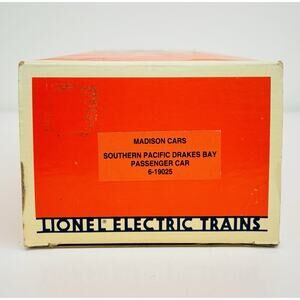 MADISON CARS
SOUTHERN PACIFIC DRAKES BAY
PASSENGER CAR
6-19025
LIONEL® ELECTRIC TRAINS